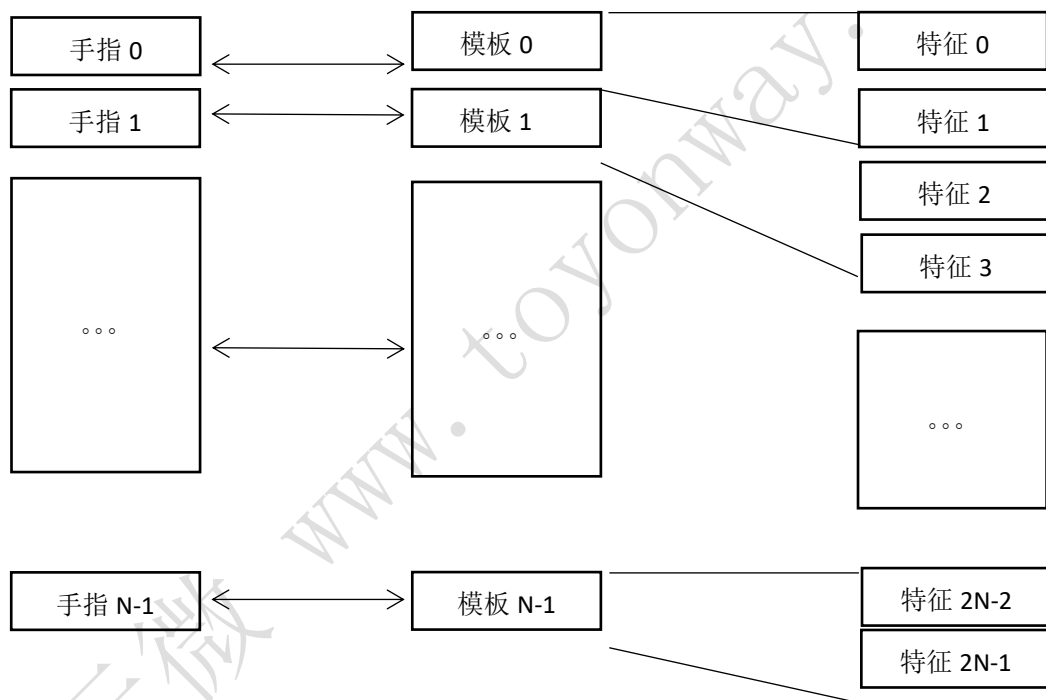 手指 0 模板 0 特征 0
手指 1 模板 1 特征 1
特征 2
特征 3
。。。 。。。 。。。
手指 N-1 模板 N-1 特征 2N-2
特征 2N-1
微 www. toyonway.